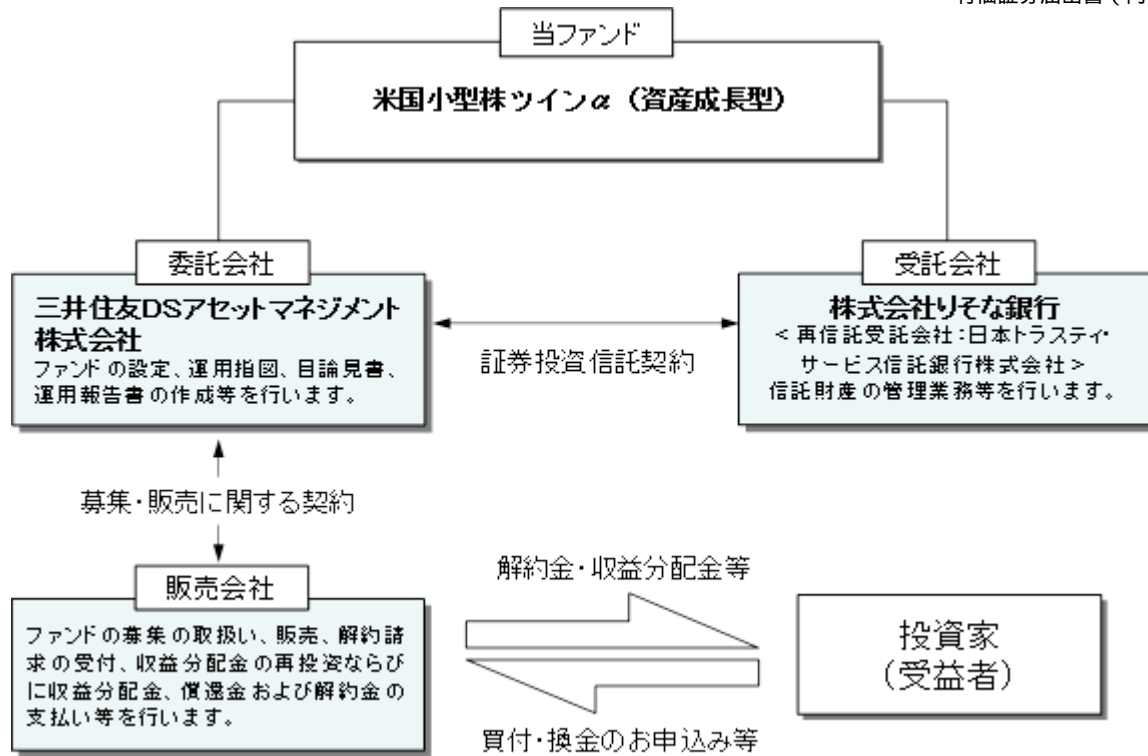 当ファンド
米国小型株ツインα（資産成長型）
委託会社
三井住友DSアセットマネジメント
株式会社
ファンドの設定、運用指図、目論見書、
運用報告書の作成等を行います。
証券投資信託契約
受託会社
株式会社りそな銀行
＜再信託受託会社：日本トラスティ・
サービス信託銀行株式会社＞
信託財産の管理業務等を行います。
募集・販売に関する契約
販売会社
ファンドの募集の取扱い、販売、解約請
求の受付、収益分配金の再投資ならび
に収益分配金、償還金および解約金の
支払い等を行います。
解約金・収益分配金等
買付・換金のお申込み等
投資家
（受益者）